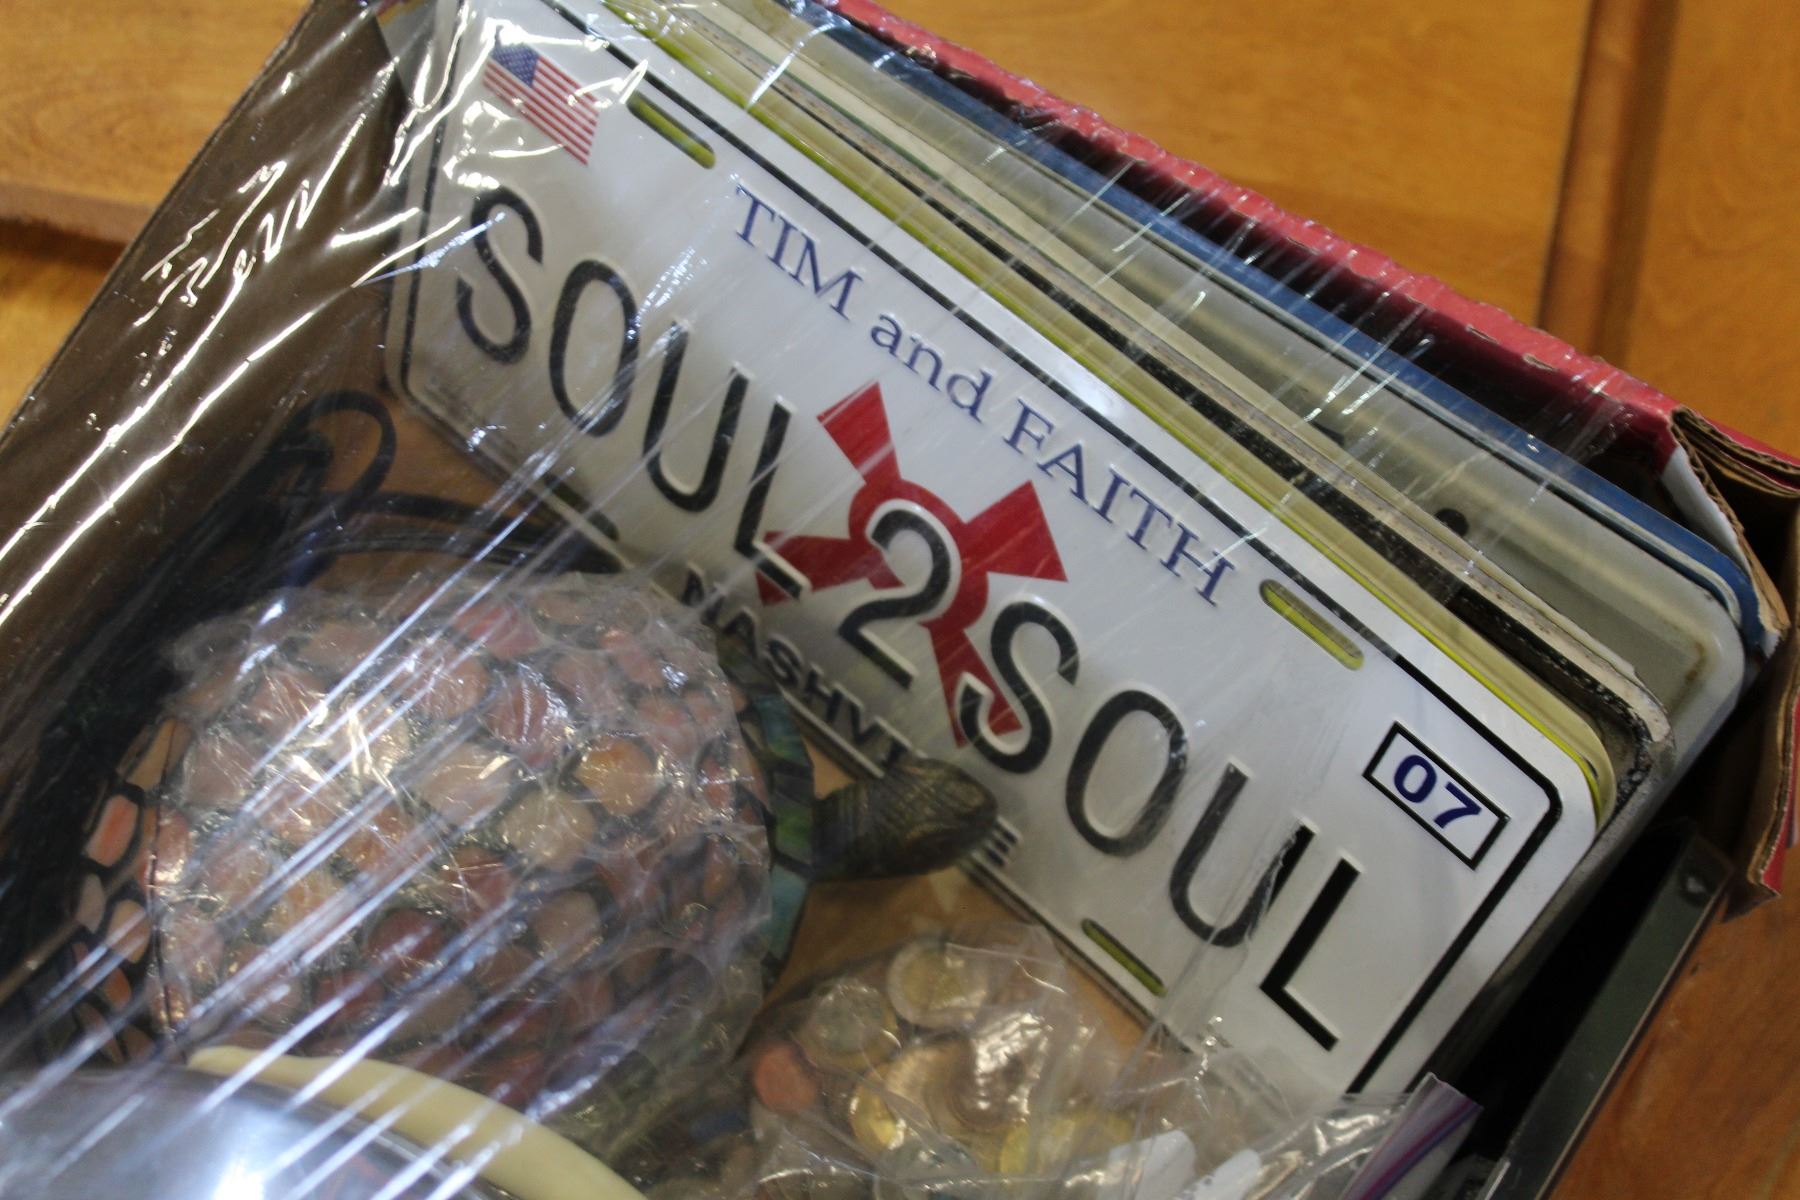 TIM and FAITH
SOUL2SOUL
07